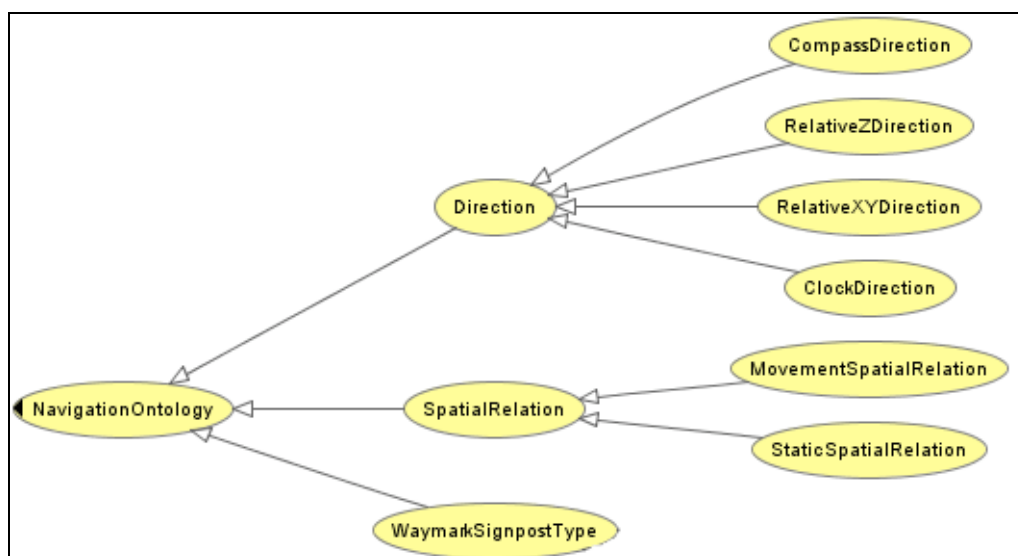 CompassDirection
RelativeZDirection
Direction
RelativeXYDirection
ClockDirection
MovementSpatialRelation
NavigationOntology
SpatialRelation
StaticSpatialRelation
WaymarkSignpostType